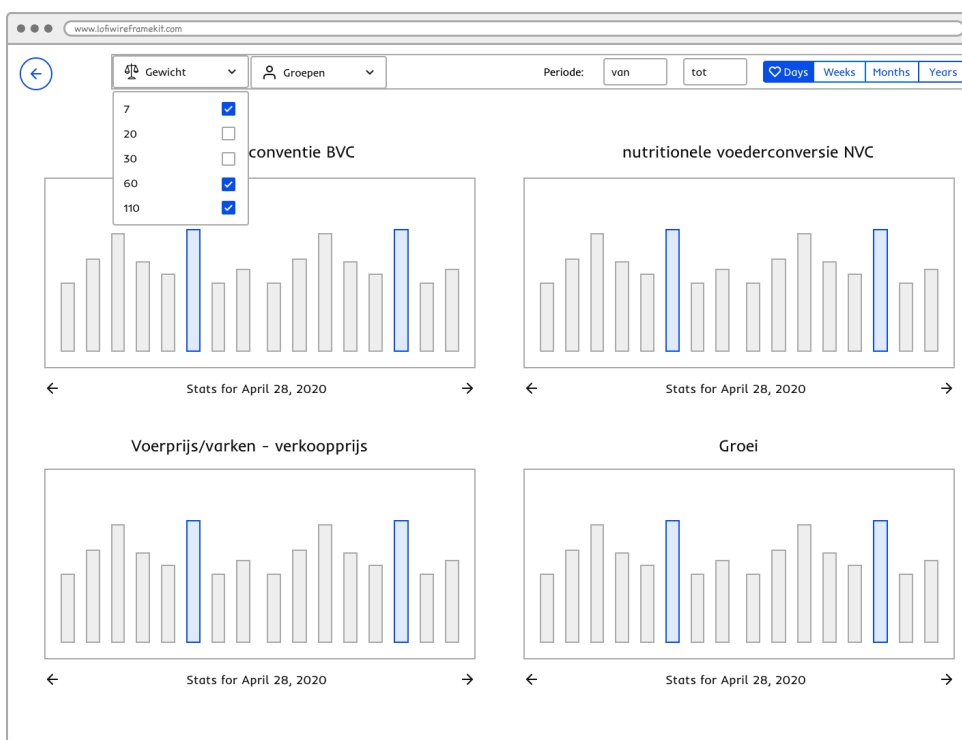 www.lofiwireframekit.com
Gewicht
Groepen
Periode:
van
tot
Days
Weeks
Months
Years
7
20
30
60
110
conventie BVC
nutritionele voederconversie NVC
Stats for April 28, 2020
Stats for April 28, 2020
Voerprijs/varken - verkoopprijs
Groei
Stats for April 28, 2020
Stats for April 28, 2020